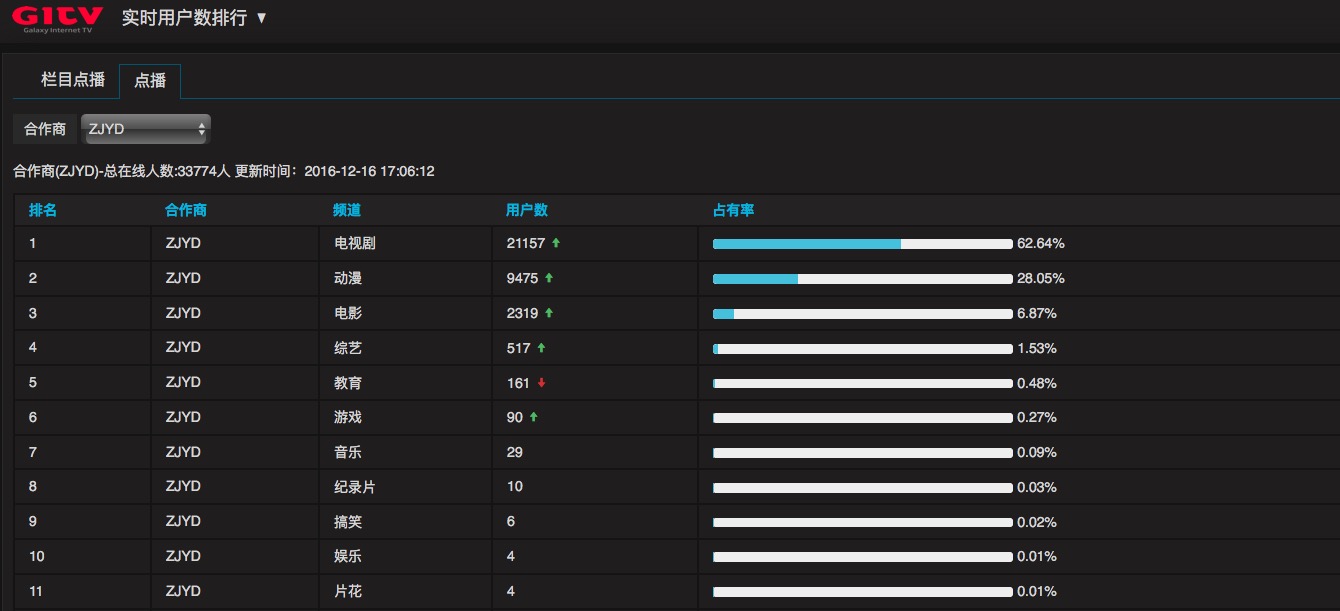 GITV 实时用户数排行 ▼
Galaxy Internet TV
栏目点播 点播
合作商 ZJYD
合作商(ZJYD)-总在线人数:33774人 更新时间：2016-12-16 17:06:12
排名 合作商 频道 用户数 占有率
1 ZJYD 电视剧 21157 62.64%
2 ZJYD 动漫 9475 28.05%
3 ZJYD 电影 2319 6.87%
4 ZJYD 综艺 517 1.53%
5 ZJYD 教育 161 0.48%
6 ZJYD 游戏 90 0.27%
7 ZJYD 音乐 29 0.09%
8 ZJYD 纪录片 10 0.03%
9 ZJYD 搞笑 6 0.02%
10 ZJYD 娱乐 4 0.01%
11 ZJYD 片花 4 0.01%